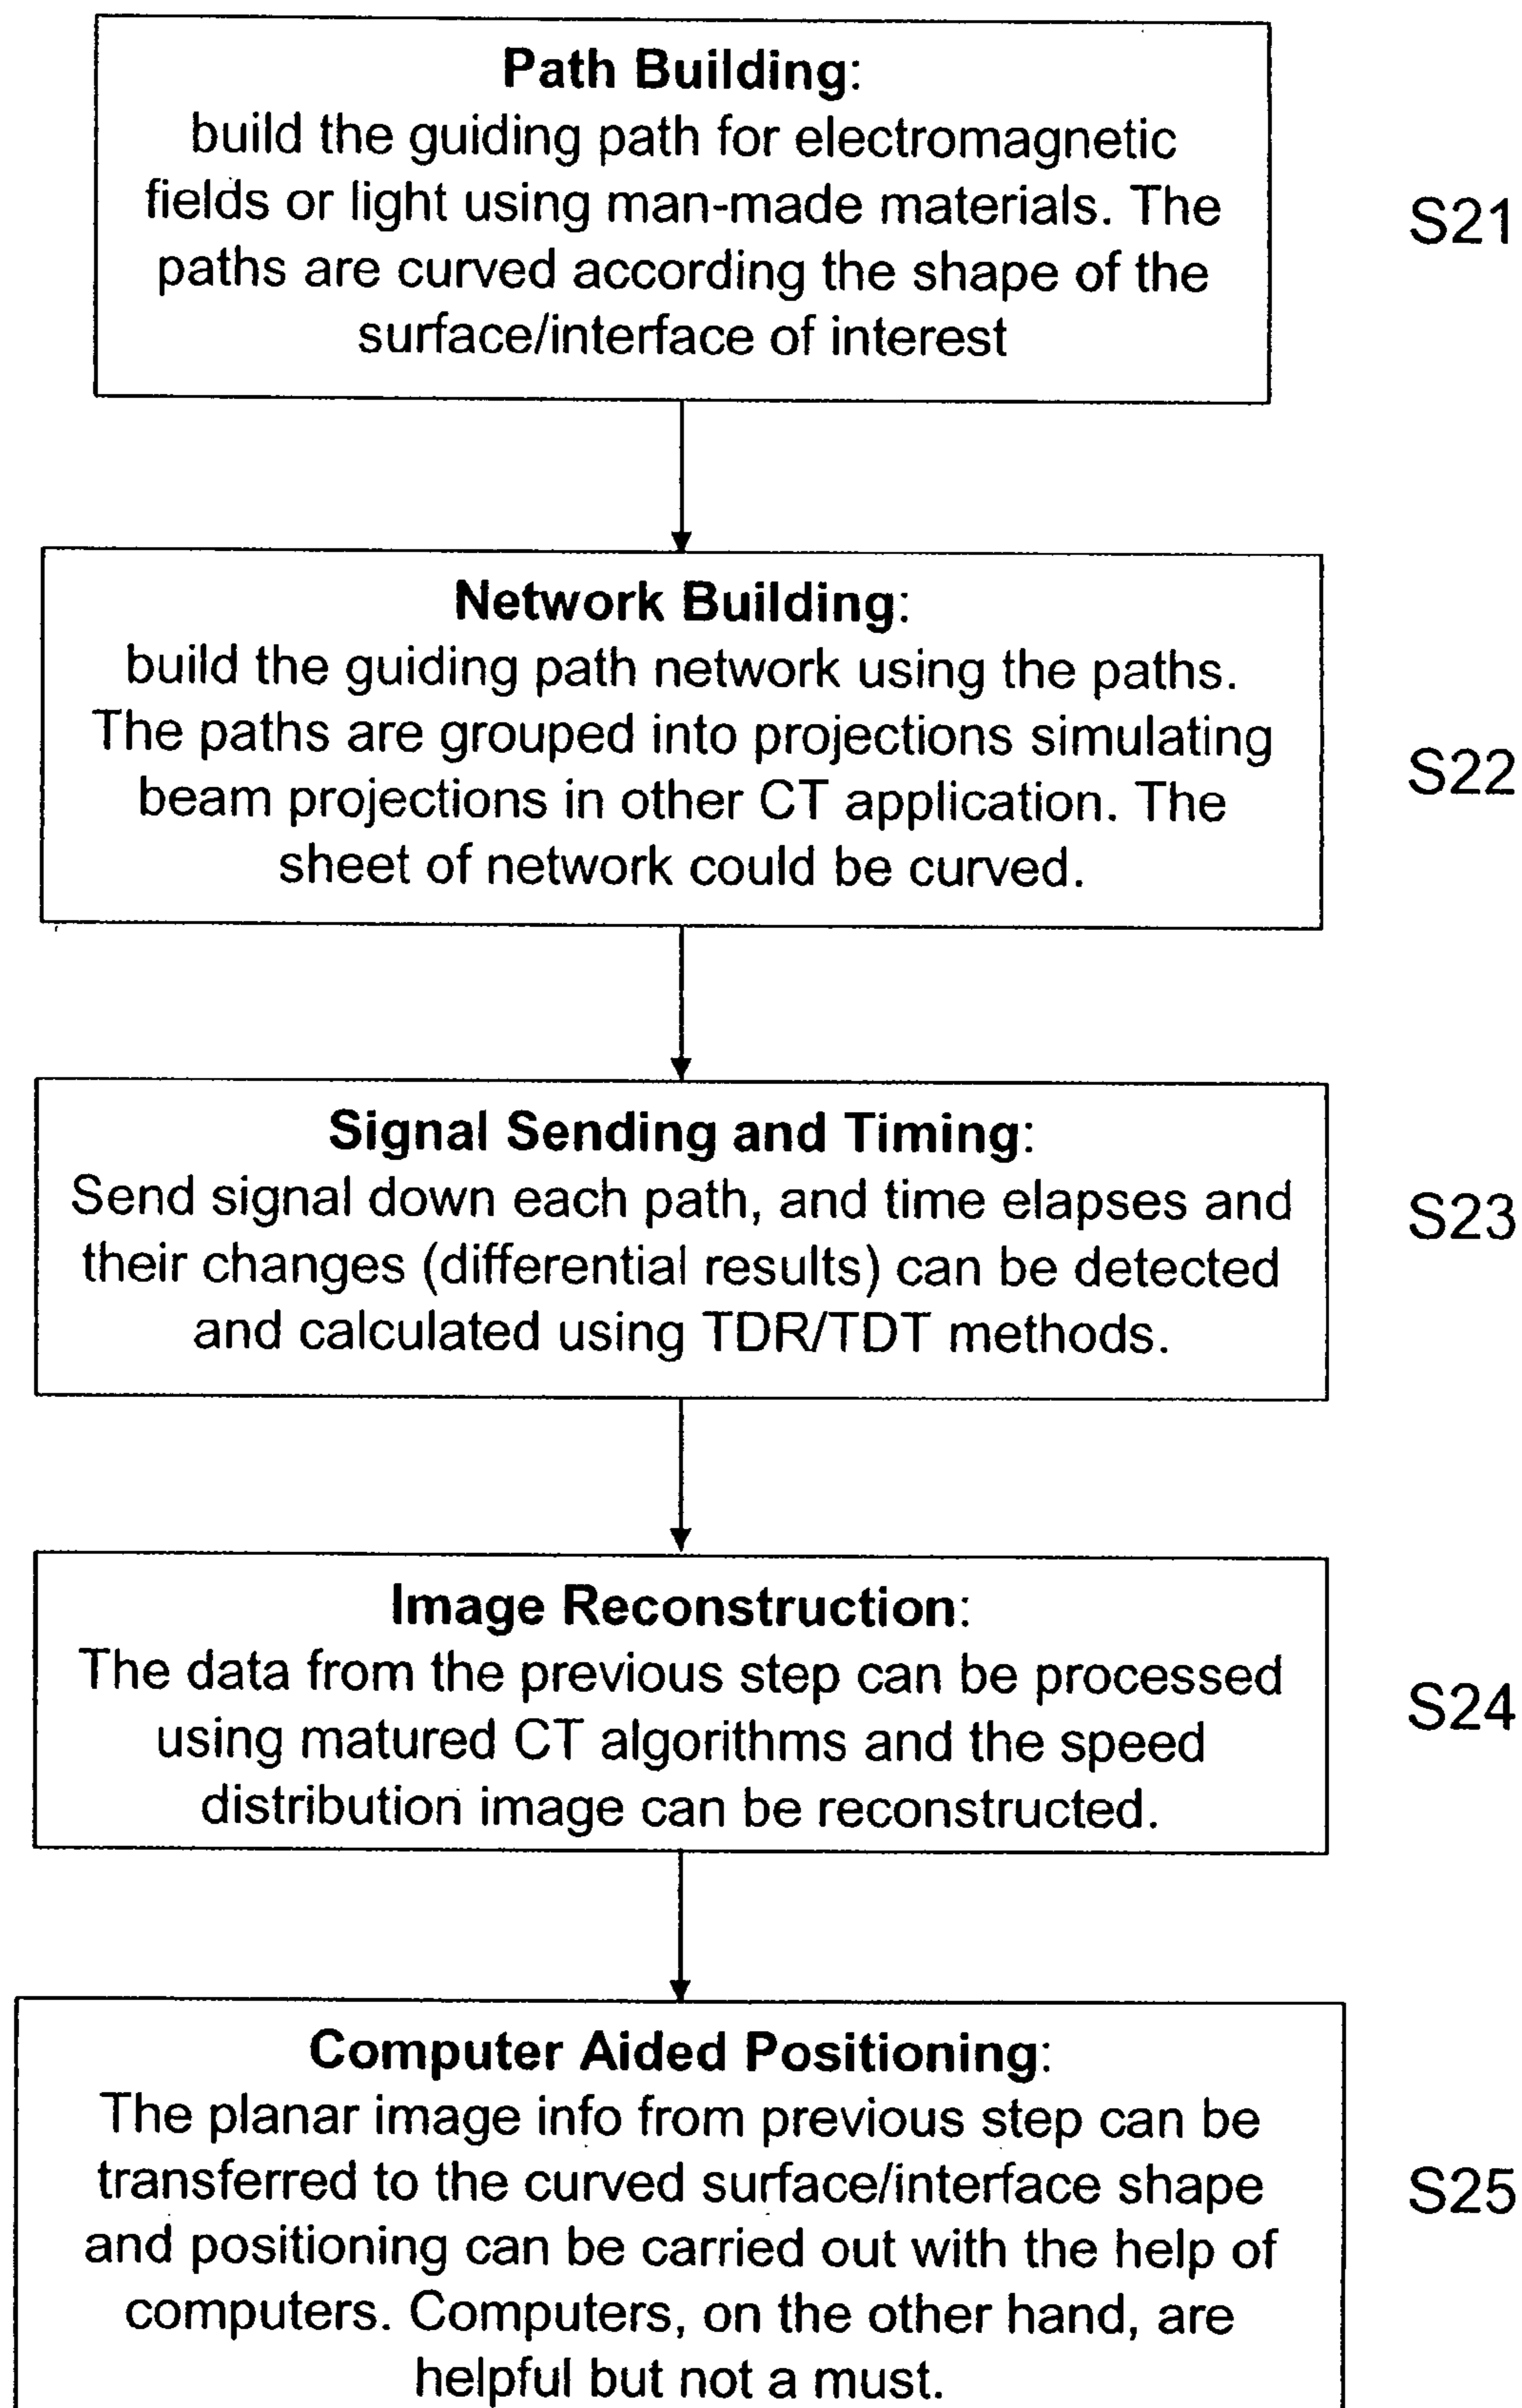 Path Building:
build the guiding path for electromagnetic
fields or light using man-made materials. The
paths are curved according the shape of the
surface/interface of interest
S21
Network Building:
build the guiding path network using the paths.
The paths are grouped into projections simulating
beam projections in other CT application. The
sheet of network could be curved.
S22
Signal Sending and Timing:
Send signal down each path, and time elapses and
their changes (differential results) can be detected
and calculated using TDR/TDT methods.
S23
Image Reconstruction:
The data from the previous step can be processed
using matured CT algorithms and the speed
distribution image can be reconstructed.
S24
Computer Aided Positioning:
The planar image info from previous step can be
transferred to the curved surface/interface shape
and positioning can be carried out with the help of
computers. Computers, on the other hand, are
helpful but not a must.
S25